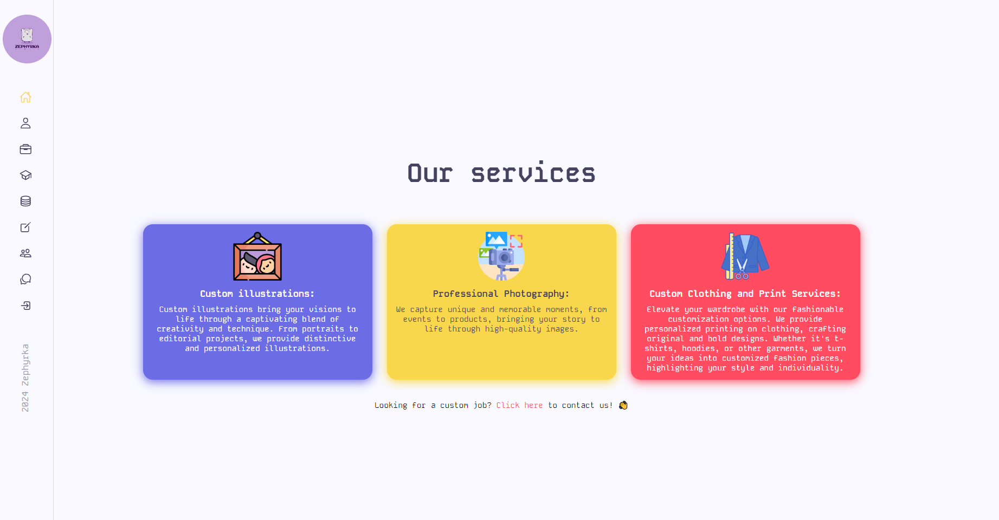 ZEPHYRKA
Our services
Custom illustrations:
Custom illustrations bring your visions to
life through a captivating blend of
creativity and technique. From portraits to
editorial projects, we provide distinctive
and personalized illustrations.
Professional Photography:
We capture unique and memorable moments, from
events to products, bringing your story to
life through high-quality images.
Custom Clothing and Print Services:
Elevate your wardrobe with our fashionable
customization options. We provide
personalized printing on clothing, crafting
original and bold designs. Whether it's t-
shirts, hoodies, or other garments, we turn
your ideas into customized fashion pieces,
highlighting your style and individuality.
Looking for a custom job? Click here to contact us! 👏
2024 Zephyrka